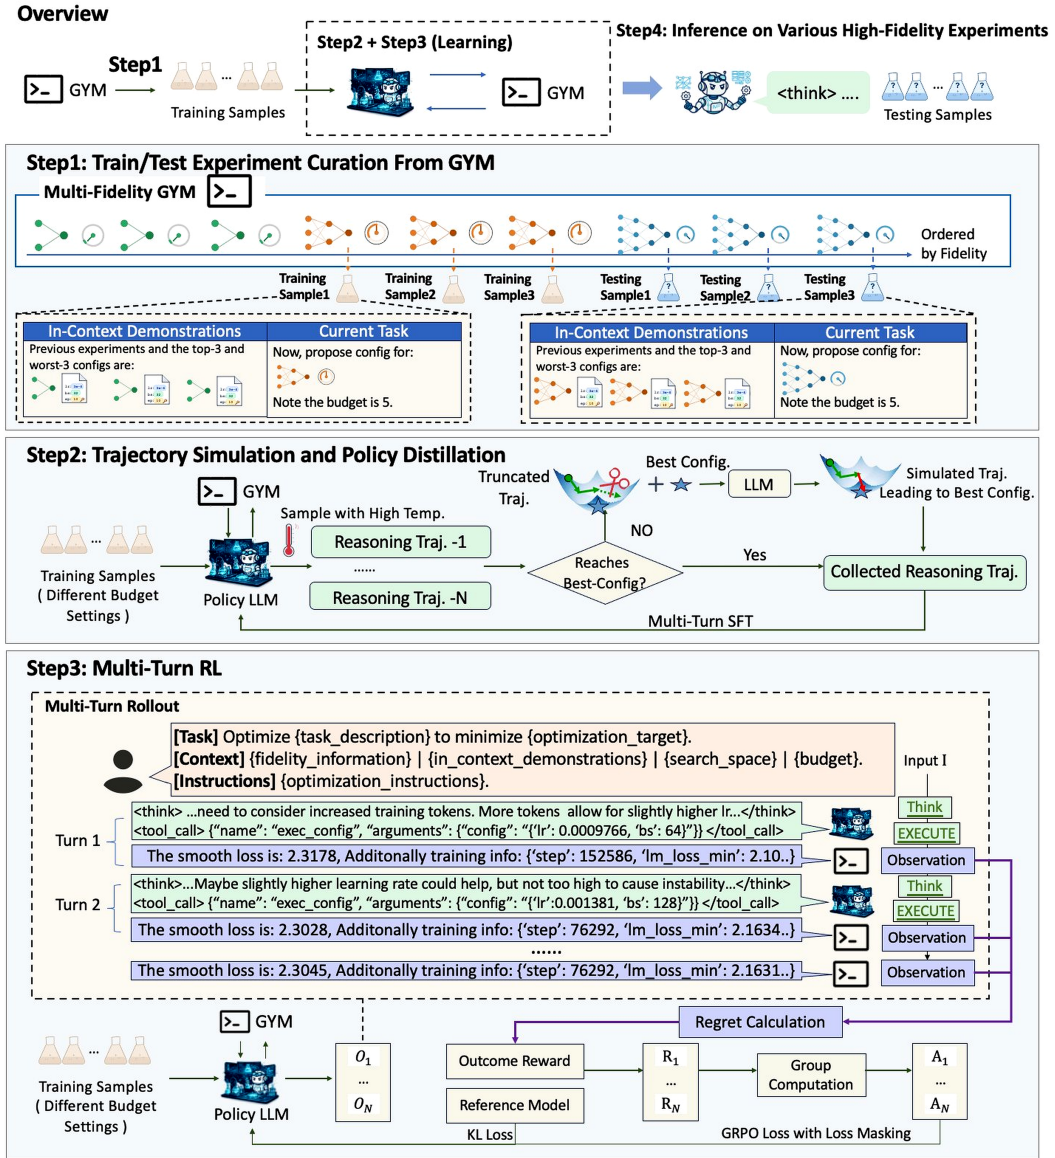 Overview
Step1
Step2 + Step3 (Learning)
Step4: Inference on Various High-Fidelity Experiments
GYM
Training Samples
GYM
<think> ....
Testing Samples
Step1: Train/Test Experiment Curation From GYM
Multi-Fidelity GYM
Ordered
by Fidelity
Training
Sample1
Training
Sample2
Training
Sample3
Testing
Sample1
Testing
Sample2
Testing
Sample3
In-Context Demonstrations
Current Task
Previous experiments and the top-3 and
worst-3 configs are:
Now, propose config for:
Note the budget is 5.
In-Context Demonstrations
Current Task
Previous experiments and the top-3 and
worst-3 configs are:
Now, propose config for:
Note the budget is 5.
Step2: Trajectory Simulation and Policy Distillation
GYM
Training Samples
( Different Budget
Settings )
Policy LLM
Sample with High Temp.
Reasoning Traj. -1
......
Reasoning Traj. -N
Truncated
Traj.
Best Config.
LLM
Simulated Traj.
Leading to Best Config.
NO
Reaches
Best-Config?
Yes
Collected Reasoning Traj.
Multi-Turn SFT
Step3: Multi-Turn RL
Multi-Turn Rollout
[Task] Optimize {task_description} to minimize {optimization_target}.
[Context] {fidelity_information} | {in_context_demonstrations} | {search_space} | {budget}.
[Instructions] {optimization_instructions}.
Input I
Turn 1
<think> ...need to consider increased training tokens. More tokens allow for slightly higher lr...</think>
<tool_call> {“name”: “exec_config”, “arguments”: {“config”: “{‘lr’: 0.0009766, ‘bs’: 64}”}} </tool_call>
The smooth loss is: 2.3178, Additonally training info: {‘step’: 152586, ‘lm_loss_min’: 2.10..}
Think
EXECUTE
Observation
Turn 2
<think>...Maybe slightly higher learning rate could help, but not too high to cause instability...</think>
<tool_call> {“name”: “exec_config”, “arguments”: {“config”: “{‘lr’:0.001381, ‘bs’: 128}”}} </tool_call>
The smooth loss is: 2.3028, Additonally training info: {‘step’: 76292, ‘lm_loss_min’: 2.1634..}
Think
EXECUTE
Observation
......
The smooth loss is: 2.3045, Additonally training info: {‘step’: 76292, ‘lm_loss_min’: 2.1631..}
Observation
GYM
Training Samples
( Different Budget
Settings )
Policy LLM
O1
...
ON
Regret Calculation
Outcome Reward
Reference Model
R1
...
RN
Group
Computation
A1
...
AN
KL Loss
GRPO Loss with Loss Masking